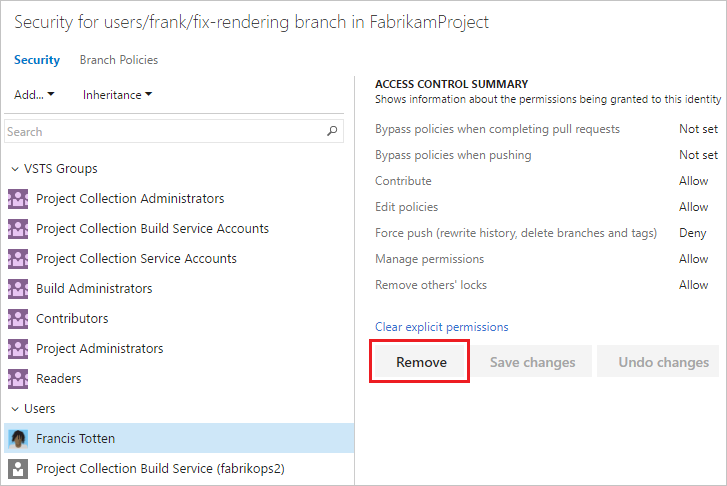 Security for users/frank/fix-rendering branch in FabrikamProject
Security Branch Policies
Add... Inheritance
Search
VSTS Groups
Project Collection Administrators
Project Collection Build Service Accounts
Project Collection Service Accounts
Build Administrators
Contributors
Project Administrators
Readers
Users
Francis Totten
Project Collection Build Service (fabrikops2)
ACCESS CONTROL SUMMARY
Shows information about the permissions being granted to this identity
Bypass policies when completing pull requests Not set
Bypass policies when pushing Not set
Contribute Allow
Edit policies Allow
Force push (rewrite history, delete branches and tags) Deny
Manage permissions Allow
Remove others' locks Allow
Clear explicit permissions
Remove Save changes Undo changes